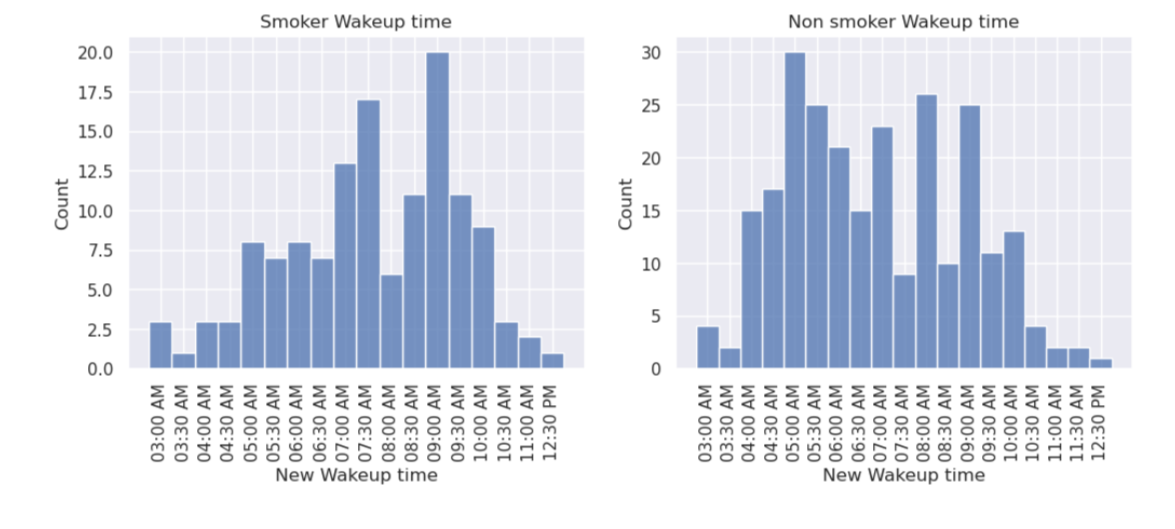 Smoker Wakeup time
20.0
17.5
15.0
12.5
10.0
7.5
5.0
2.5
0.0
Count
03:00 AM
03:30 AM
04:00 AM
04:30 AM
05:00 AM
05:30 AM
06:00 AM
06:30 AM
07:00 AM
07:30 AM
08:00 AM
08:30 AM
09:00 AM
09:30 AM
10:00 AM
10:30 AM
11:00 AM
12:30 PM
New Wakeup time
Non smoker Wakeup time
30
25
20
15
10
5
0
Count
03:00 AM
03:30 AM
04:00 AM
04:30 AM
05:00 AM
05:30 AM
06:00 AM
06:30 AM
07:00 AM
07:30 AM
08:00 AM
08:30 AM
09:00 AM
09:30 AM
10:00 AM
10:30 AM
11:00 AM
11:30 AM
12:30 PM
New Wakeup time